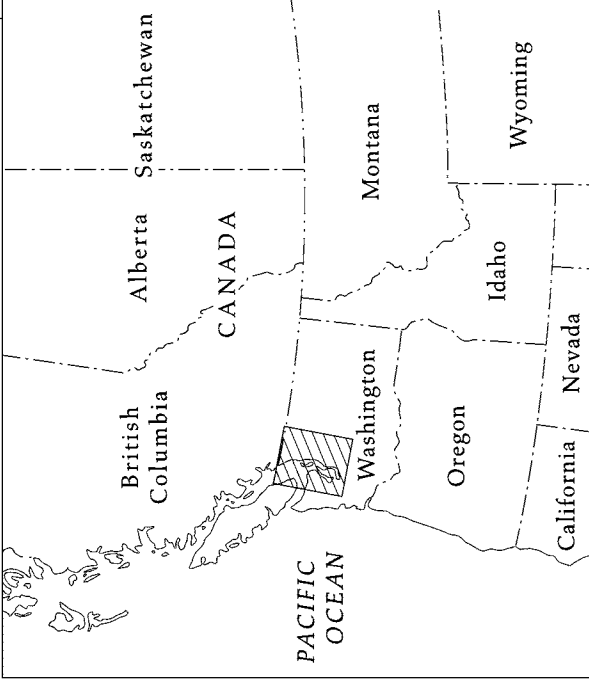 Saskatchewan
Alberta
CANADA
British
Columbia
Montana
Wyoming
Idaho
Washington
Oregon
Nevada
California
PACIFIC
OCEAN